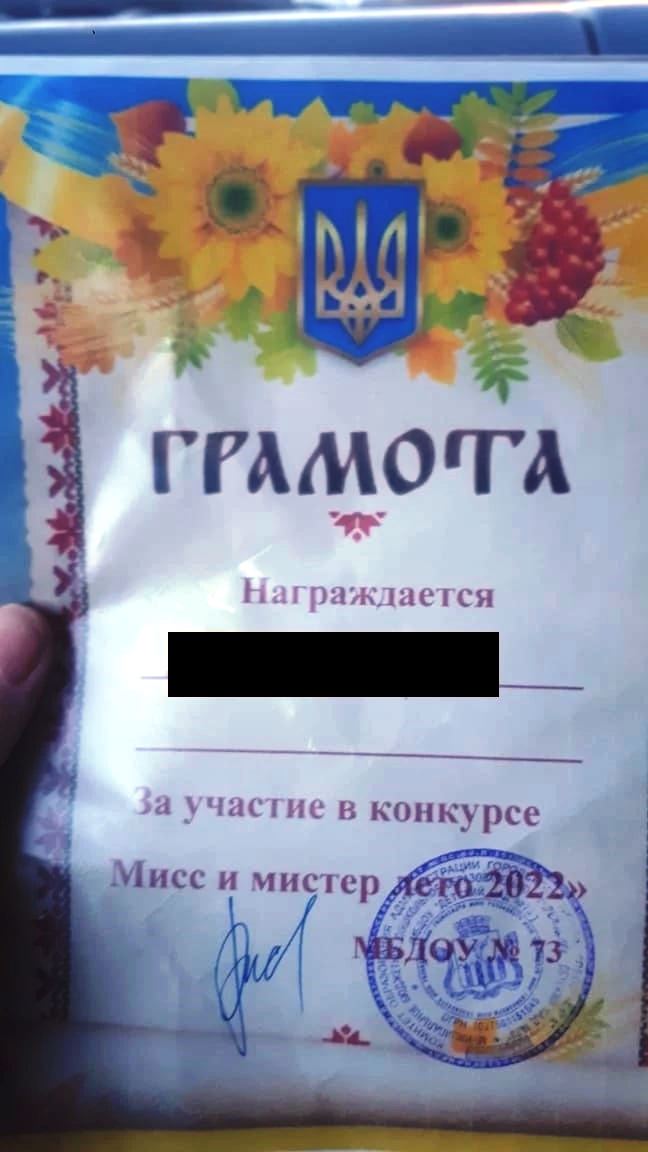 ГРАМОТА
Награждается
За участие в конкурсе
Мисс и мистер лето 2022»
МБДОУ № 73